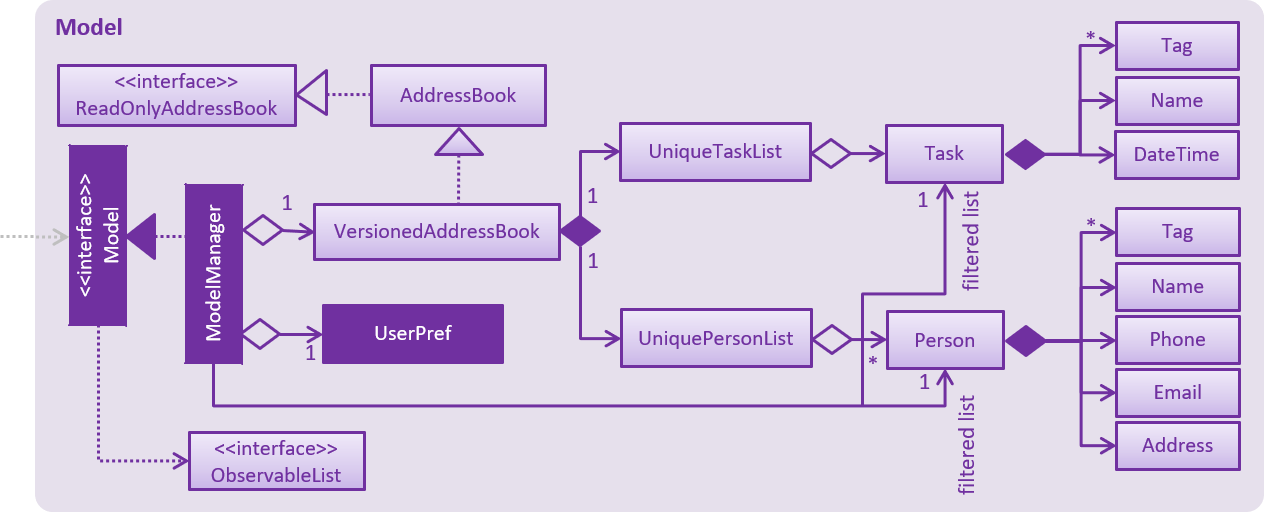 Model
<<interface>>
ReadOnlyAddressBook
AddressBook
<<interface>>
Model
ModelManager
1
VersionedAddressBook
1
UserPref
1
1
UniqueTaskList
UniquePersonList
*
Task
1
filtered list
Person
1
filtered list
*
Tag
Name
DateTime
*
Tag
Name
Phone
Email
Address
<<interface>>
ObservableList